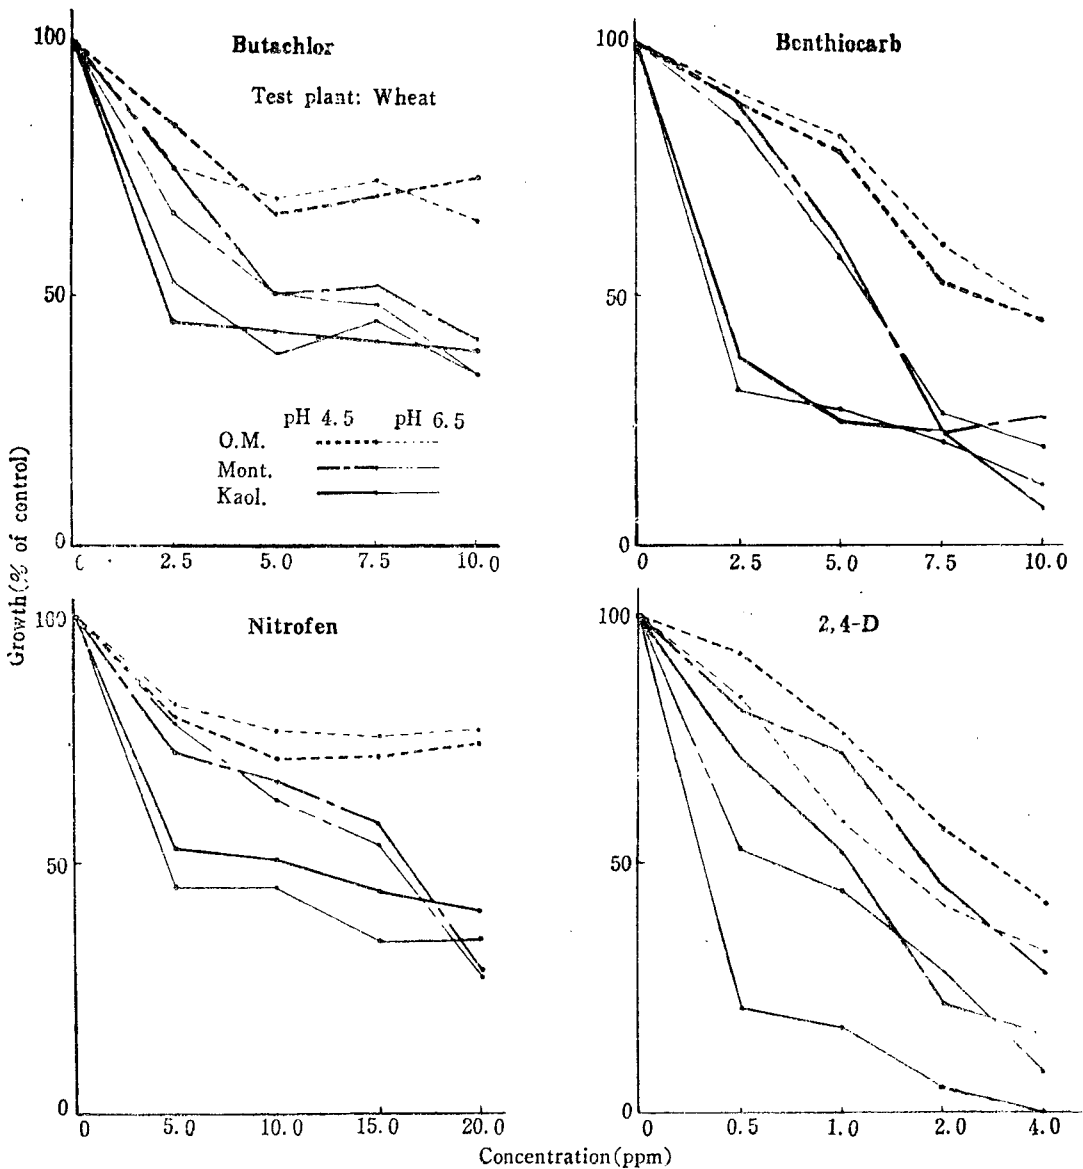 Butachlor
Test plant: Wheat
100
50
0
pH 4.5 pH 6.5
O.M.
Mont.
Kaol.
2.5 5.0 7.5 10.0
Benthiocarb
100
50
0
0 2.5 5.0 7.5 10.0
Growth(% of control)
Nitrofen
100
50
0
0 5.0 10.0 15.0 20.0
2,4-D
100
50
0
0 0.5 1.0 2.0 4.0
Concentration(ppm)